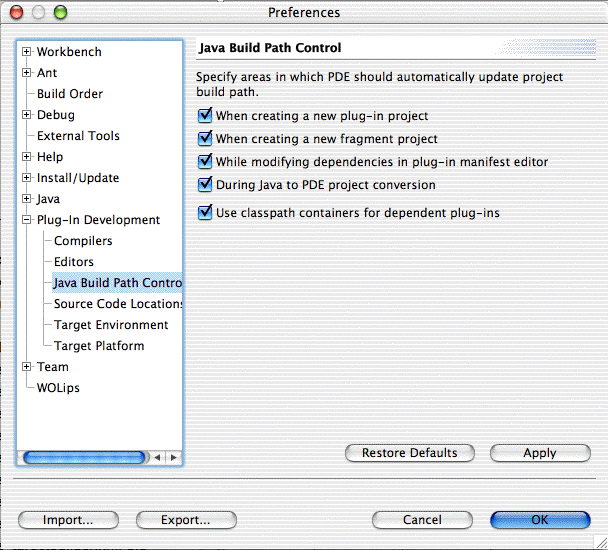 Preferences
Workbench
Ant
Build Order
Debug
External Tools
Help
Install/Update
Java
Plug-In Development
Compilers
Editors
Java Build Path Contro
Source Code Locations
Target Environment
Target Platform
Team
WOLips
Java Build Path Control
Specify areas in which PDE should automatically update project
build path.
When creating a new plug-in project
When creating a new fragment project
While modifying dependencies in plug-in manifest editor
During Java to PDE project conversion
Use classpath containers for dependent plug-ins
Restore Defaults
Apply
Import...
Export...
Cancel
OK